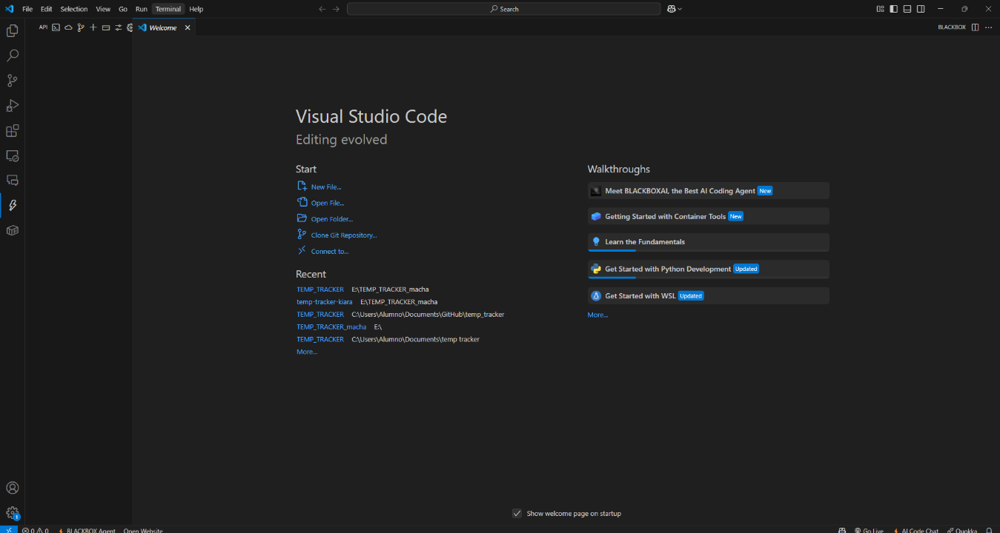 File Edit Selection View Go Run Terminal Help Search
API Welcome BLACKBOX
Visual Studio Code
Editing evolved
Start
New File...
Open File...
Open Folder...
Clone Git Repository...
Connect to...
Recent
TEMP_TRACKER E:\TEMP_TRACKER_macha
temp-tracker-kiara E:\TEMP_TRACKER_macha
TEMP_TRACKER C:\Users\Alumno\Documents\GitHub\temp_tracker
TEMP_TRACKER_macha E:\
TEMP_TRACKER C:\Users\Alumno\Documents\temp tracker
More...
Walkthroughs
Meet BLACKBOXAI, the Best AI Coding Agent New
Getting Started with Container Tools New
Learn the Fundamentals
Get Started with Python Development Updated
Get Started with WSL Updated
More...
Show welcome page on startup
1
0 0 BLACKBOX Agent Open Website Go Live AI Code Chat Quokka